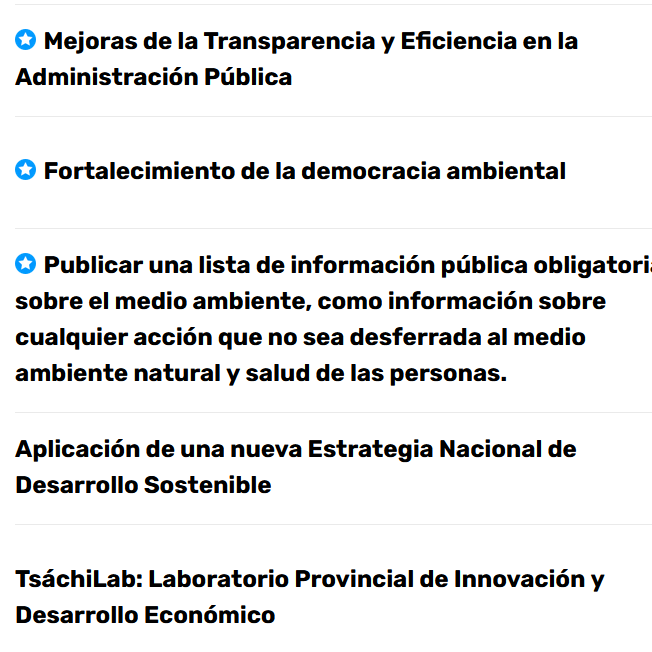 Mejoras de la Transparencia y Eficiencia en la
Administración Pública
Fortalecimiento de la democracia ambiental
Publicar una lista de información pública obligatoria
sobre el medio ambiente, como información sobre
cualquier acción que no sea desferrada al medio
ambiente natural y salud de las personas.
Aplicación de una nueva Estrategia Nacional de
Desarrollo Sostenible
TsáchiLab: Laboratorio Provincial de Innovación y
Desarrollo Económico